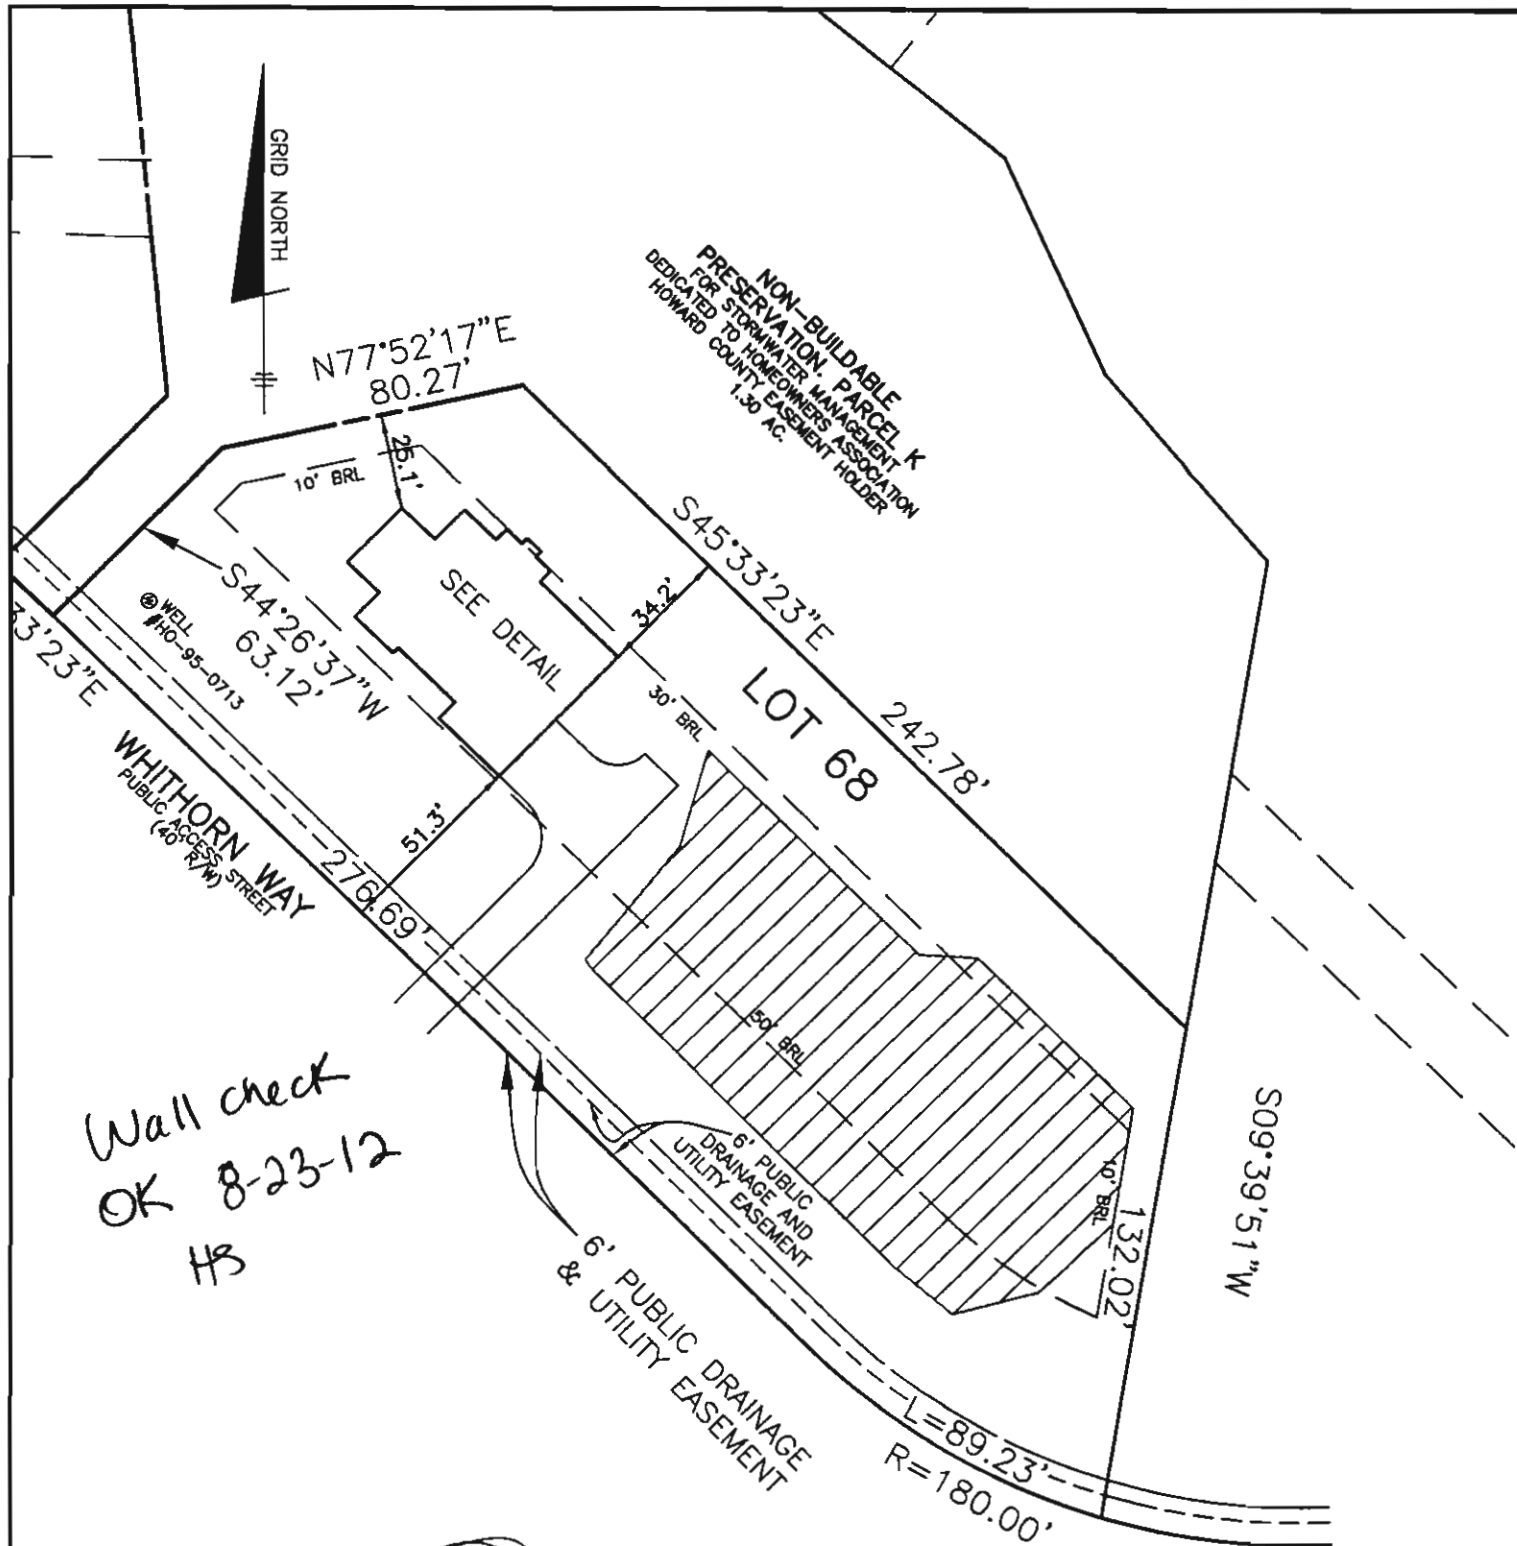 GRID NORTH
N77°52'17"E
80.27'
NON-BUILDABLE
PRESERVATION. PARCEL K
FOR STORMWATER MANAGEMENT
DEDICATED TO HOMEOWNERS ASSOCIATION
HOWARD COUNTY EASEMENT HOLDER
1.30 AC.
25.1'
10' BRL
S45°33'23"E
242.78'
SEE DETAIL
34.2'
S44°26'37"W
63.12'
WELL
#HO-95-0713
33'23"E
30' BRL
LOT 68
WHITHORN WAY
PUBLIC ACCESS STREET
(40' R/W)
51.3'
276.69'
50' BRL
Wall check
OK 8-23-12
HS
6' PUBLIC
DRAINAGE AND
UTILITY EASEMENT
10' BRL
132.02'
S09°39'51"W
6' PUBLIC DRAINAGE
& UTILITY EASEMENT
L=89.23'
R=180.00'